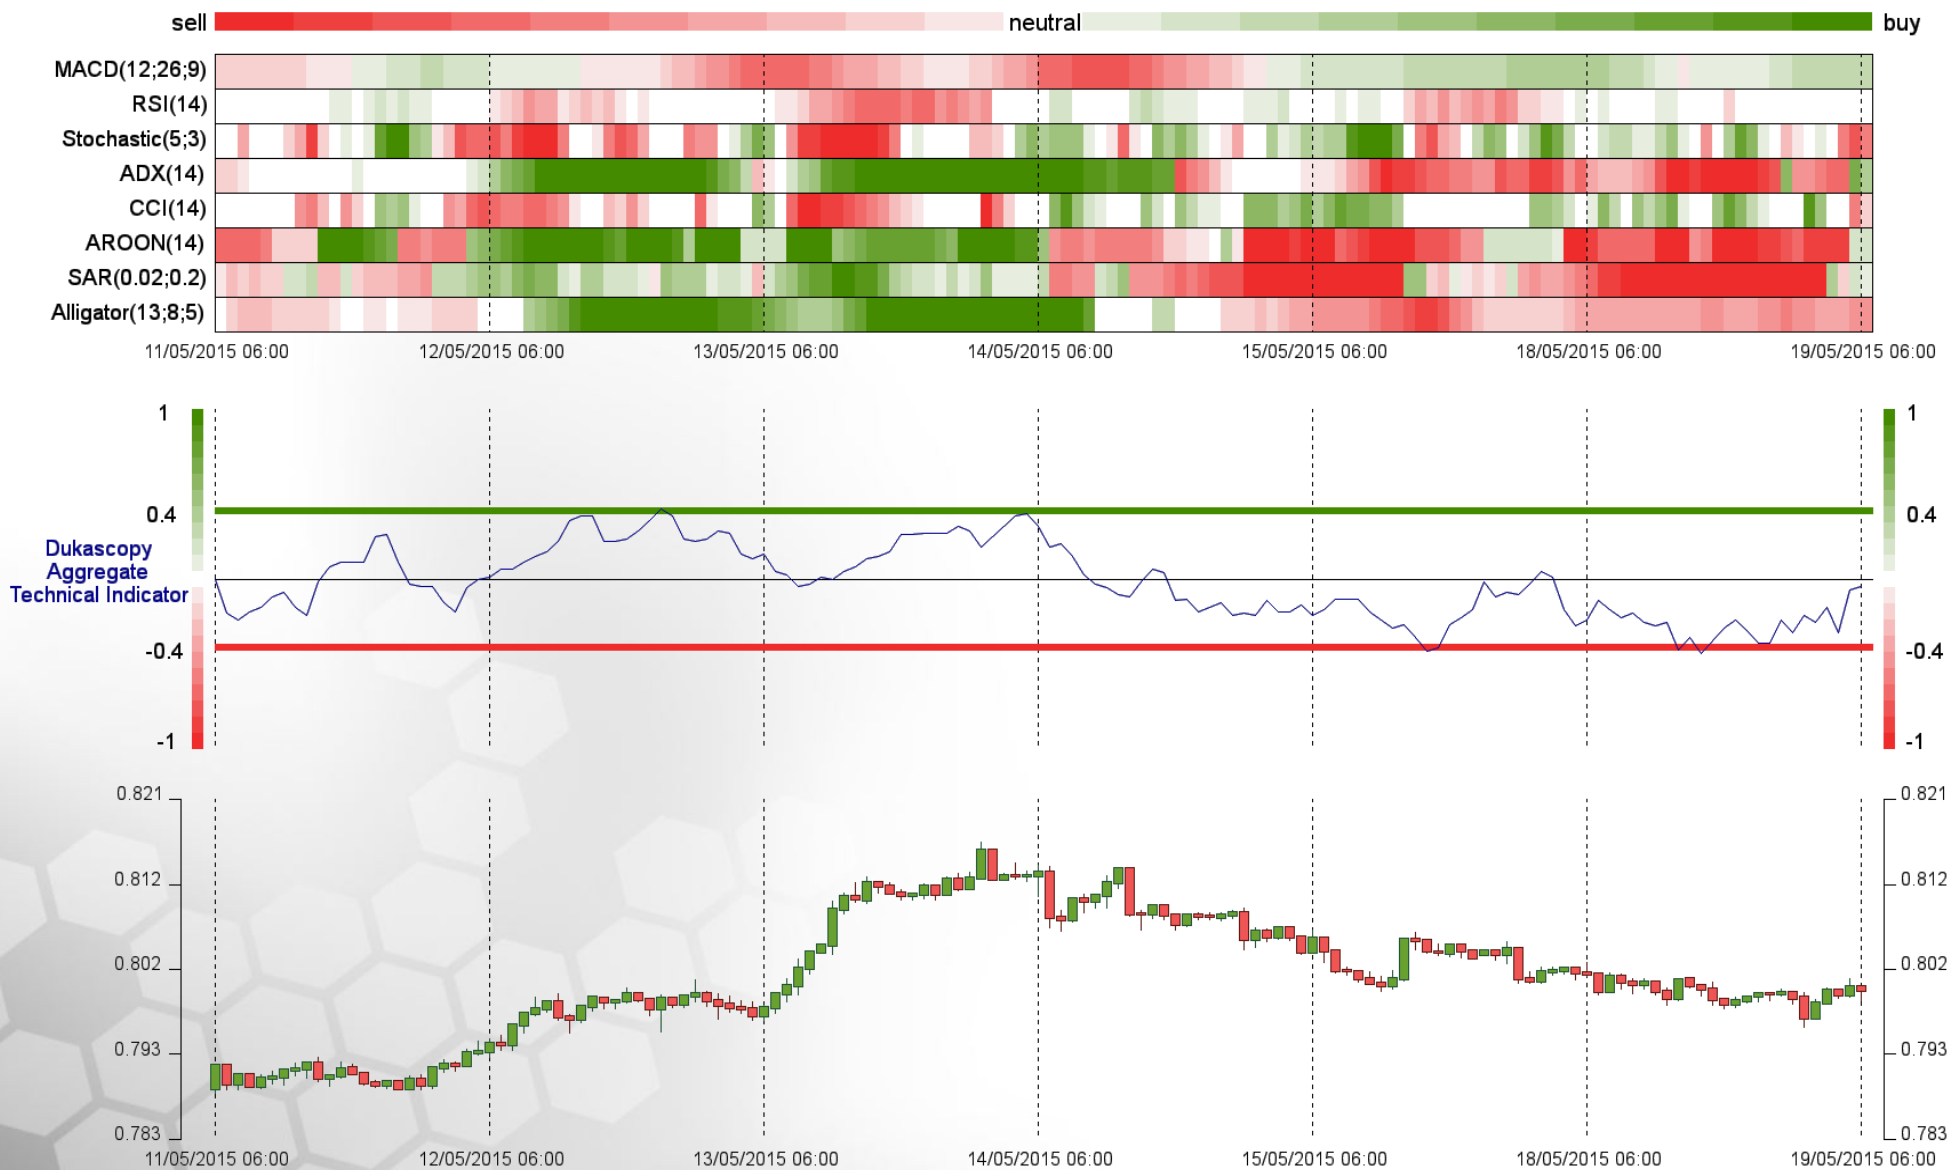 sell neutral buy
MACD(12;26;9)
RSI(14)
Stochastic(5;3)
ADX(14)
CCI(14)
AROON(14)
SAR(0.02;0.2)
Alligator(13;8;5)
11/05/2015 06:00 12/05/2015 06:00 13/05/2015 06:00 14/05/2015 06:00 15/05/2015 06:00 18/05/2015 06:00 19/05/2015 06:00
1 1
0.4 0.4
Dukascopy
Aggregate
Technical Indicator
-0.4 -0.4
-1 -1
0.821 0.821
0.812 0.812
0.802 0.802
0.793 0.793
0.783 0.783
11/05/2015 06:00 12/05/2015 06:00 13/05/2015 06:00 14/05/2015 06:00 15/05/2015 06:00 18/05/2015 06:00 19/05/2015 06:00